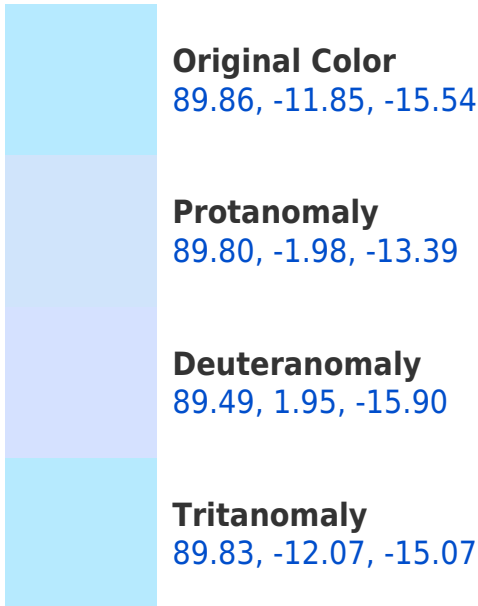 Original Color
89.86, -11.85, -15.54
Protanomaly
89.80, -1.98, -13.39
Deuteranomaly
89.49, 1.95, -15.90
Tritanomaly
89.83, -12.07, -15.07